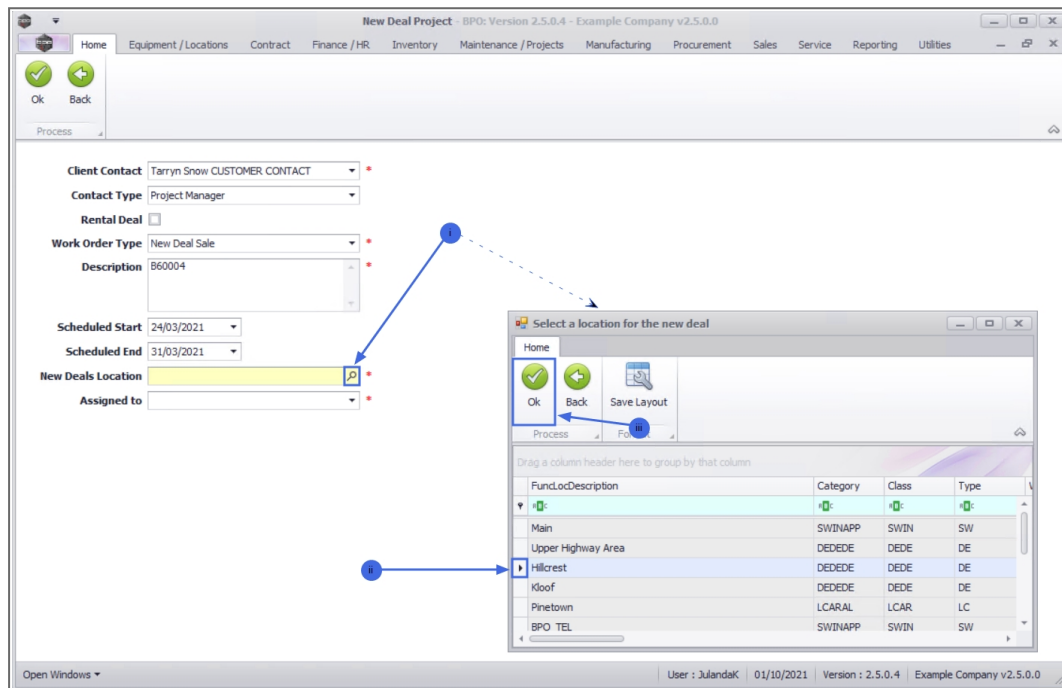 New Deal Project - BPO: Version 2.5.0.4 - Example Company v2.5.0.0
Home Equipment / Locations Contract Finance / HR Inventory Maintenance / Projects Manufacturing Procurement Sales Service Reporting Utilities
Ok Back
Process
Client Contact Tarryn Snow CUSTOMER CONTACT *
Contact Type Project Manager
Rental Deal
Work Order Type New Deal Sale *
Description B60004 *
Scheduled Start 24/03/2021
Scheduled End 31/03/2021
New Deals Location *
Assigned to *
i
Select a location for the new deal
Home
Ok Back Save Layout
Process
iii
Drag a column header here to group by that column
FuncLocDescription Category Class Type
Main SWINAPP SWIN SW
Upper Highway Area DEDEDE DEDE DE
ii
Hillcrest DEDEDE DEDE DE
Kloof DEDEDE DEDE DE
Pinetown LCARAL LCAR LC
BPO TEL SWINAPP SWIN SW
Open Windows User : JulandaK 01/10/2021 Version : 2.5.0.4 Example Company v2.5.0.0